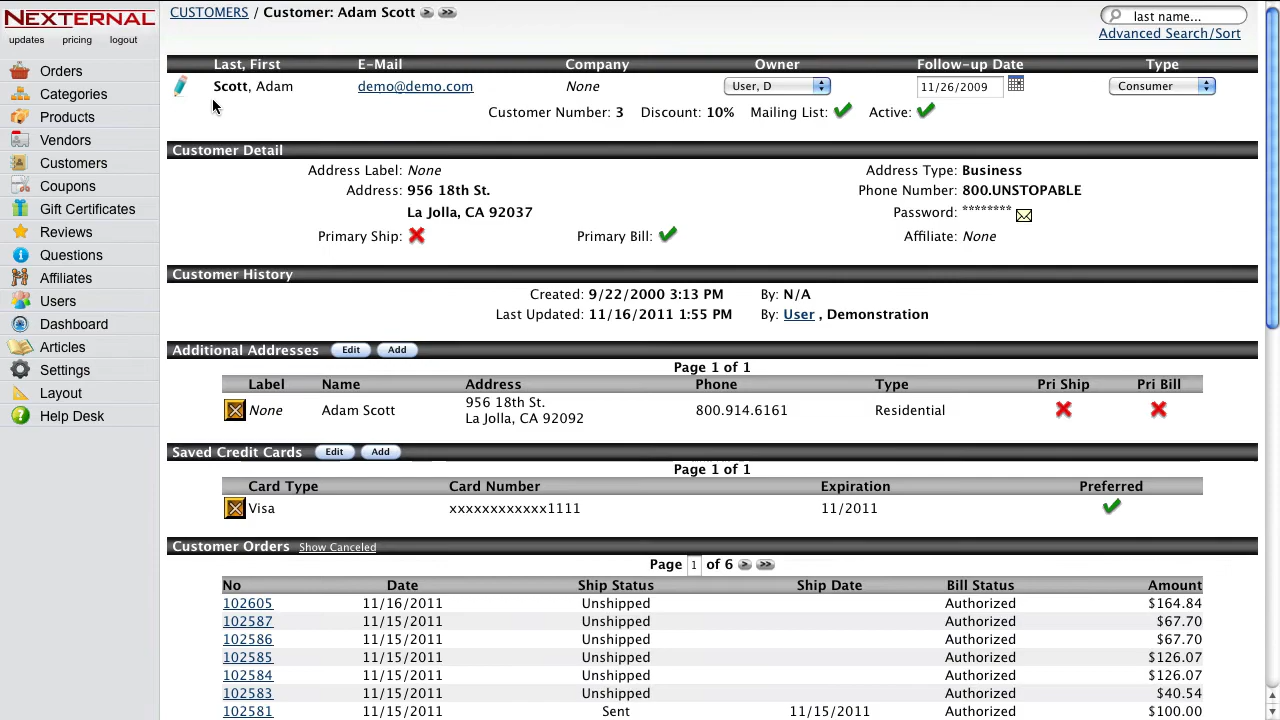 NEXTERNAL
updates pricing logout
Orders
Categories
Products
Vendors
Customers
Coupons
Gift Certificates
Reviews
Questions
Affiliates
Users
Dashboard
Articles
Settings
Layout
Help Desk
CUSTOMERS / Customer: Adam Scott > >>
last name...
Advanced Search/Sort
Last, First E-Mail Company Owner Follow-up Date Type
Scott, Adam demo@demo.com None User, D 11/26/2009 Consumer
Customer Number: 3 Discount: 10% Mailing List: Active:
Customer Detail
Address Label: None Address Type: Business
Address: 956 18th St. Phone Number: 800.UNSTOPABLE
La Jolla, CA 92037 Password: ********
Primary Ship: Primary Bill: Affiliate: None
Customer History
Created: 9/22/2000 3:13 PM By: N/A
Last Updated: 11/16/2011 1:55 PM By: User , Demonstration
Additional Addresses Edit Add
Page 1 of 1
Label Name Address Phone Type Pri Ship Pri Bill
None Adam Scott 956 18th St. 800.914.6161 Residential
La Jolla, CA 92092
Saved Credit Cards Edit Add
Page 1 of 1
Card Type Card Number Expiration Preferred
Visa xxxxxxxxxxxx1111 11/2011
Customer Orders Show Canceled
Page 1 of 6 > >>
No Date Ship Status Ship Date Bill Status Amount
102605 11/16/2011 Unshipped Authorized $164.84
102587 11/15/2011 Unshipped Authorized $67.70
102586 11/15/2011 Unshipped Authorized $67.70
102585 11/15/2011 Unshipped Authorized $126.07
102584 11/15/2011 Unshipped Authorized $126.07
102583 11/15/2011 Unshipped Authorized $40.54
102581 11/15/2011 Sent 11/15/2011 Authorized $100.00